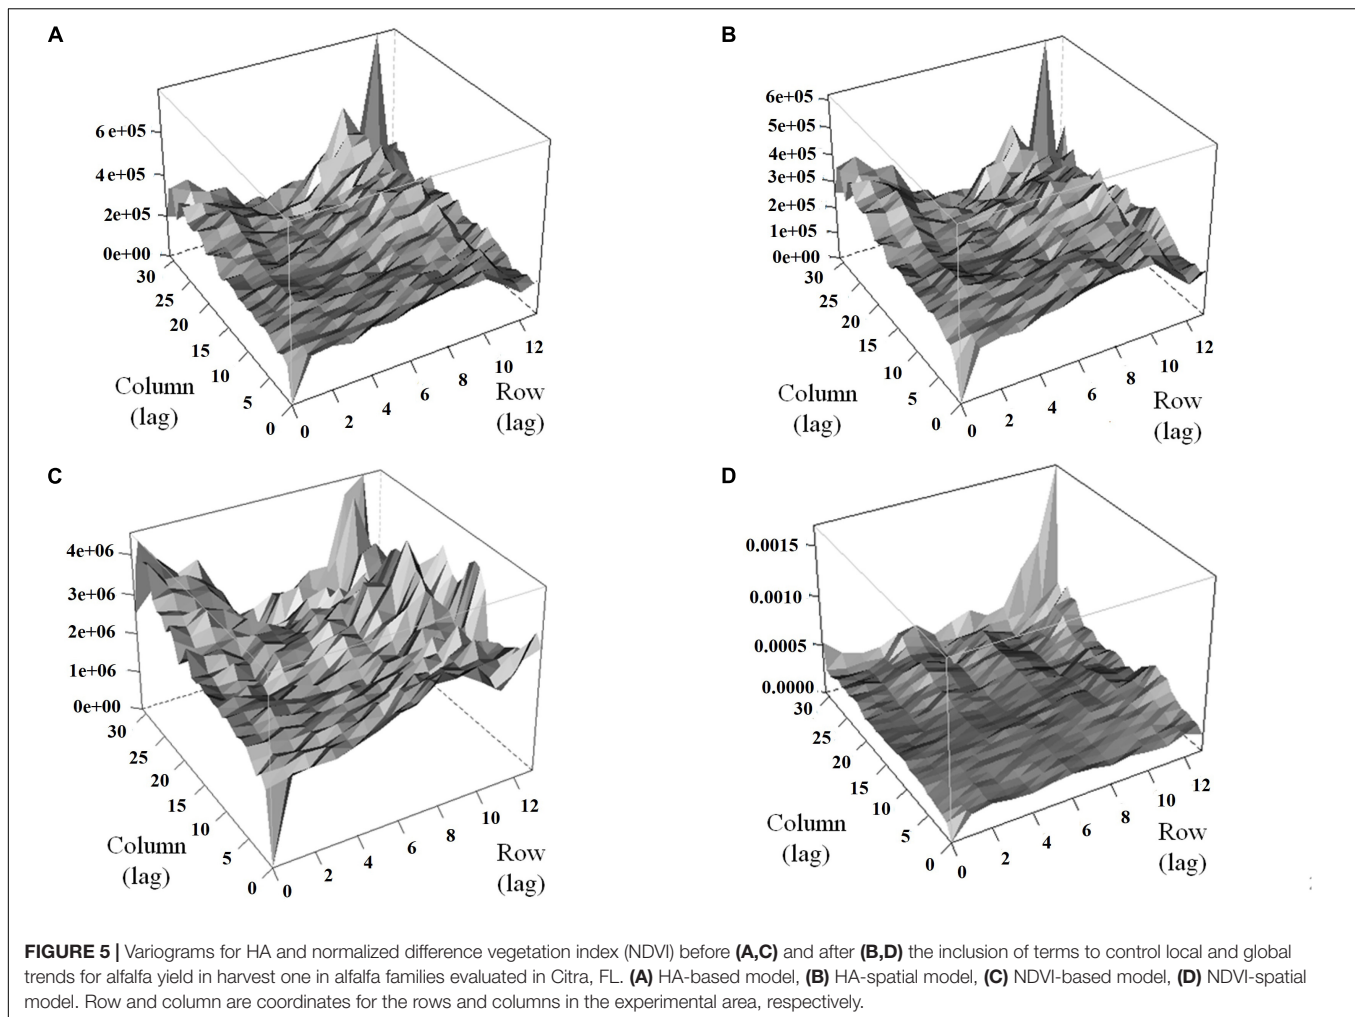 A
6 e+05
4 e+05
2e+05
0e+00
30
25
20
15
10
5
0
Column
(lag)
0
2
4
6
8
10
12
Row
(lag)
B
6e+05
5e+05
4e+05
3e+05
2e+05
1e+05
0e+00
30
25
20
15
10
5
0
Column
(lag)
0
2
4
6
8
10
12
Row
(lag)
C
4e+06
3e+06
2e+06
1e+06
0e+00
30
25
20
15
10
5
0
Column
(lag)
0
2
4
6
8
10
12
Row
(lag)
D
0.0015
0.0010
0.0005
0.0000
30
25
20
15
10
5
0
Column
(lag)
0
2
4
6
8
10
12
Row
(lag)
FIGURE 5 | Variograms for HA and normalized difference vegetation index (NDVI) before (A,C) and after (B,D) the inclusion of terms to control local and global
trends for alfalfa yield in harvest one in alfalfa families evaluated in Citra, FL. (A) HA-based model, (B) HA-spatial model, (C) NDVI-based model, (D) NDVI-spatial
model. Row and column are coordinates for the rows and columns in the experimental area, respectively.